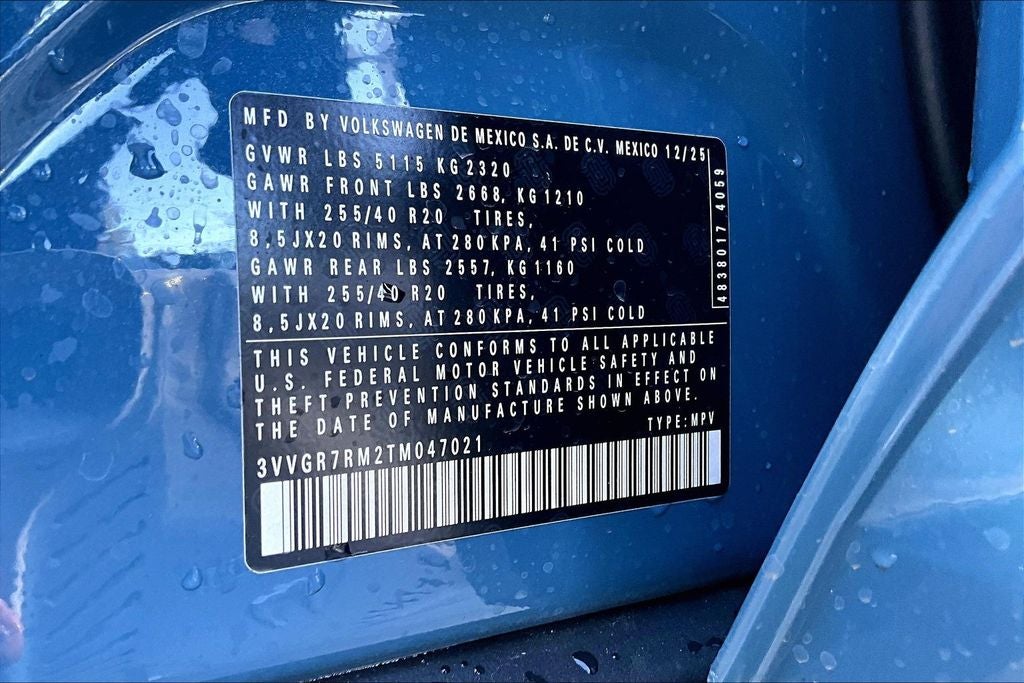 MFD BY VOLKSWAGEN DE MEXICO S.A. DE C.V. MEXICO 12/25
GVWR LBS 5115 KG 2320
GAWR FRONT LBS 2668, KG 1210
WITH 255/40 R20 TIRES,
8,5JX20 RIMS, AT 280 KPA, 41 PSI COLD
GAWR REAR LBS 2557, KG 1160
WITH 255/40 R20 TIRES,
8,5JX20 RIMS, AT 280 KPA, 41 PSI COLD
4838017 4059
THIS VEHICLE CONFORMS TO ALL APPLICABLE
U.S. FEDERAL MOTOR VEHICLE SAFETY AND
THEFT PREVENTION STANDARDS IN EFFECT ON
THE DATE OF MANUFACTURE SHOWN ABOVE.
TYPE: MPV
3VVGR7RM2TM047021